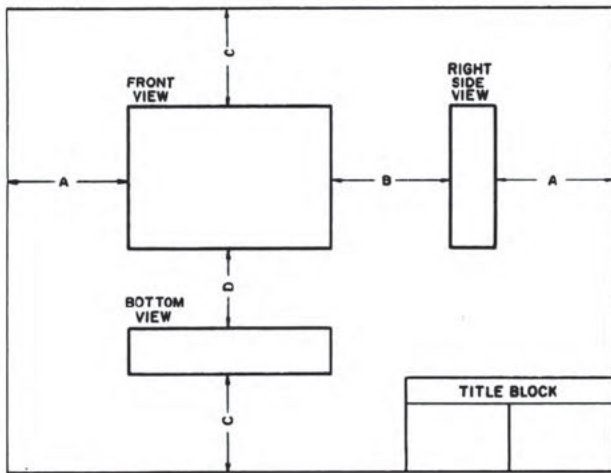 C
FRONT
VIEW
RIGHT
SIDE
VIEW
A
B
A
D
BOTTOM
VIEW
C
TITLE BLOCK